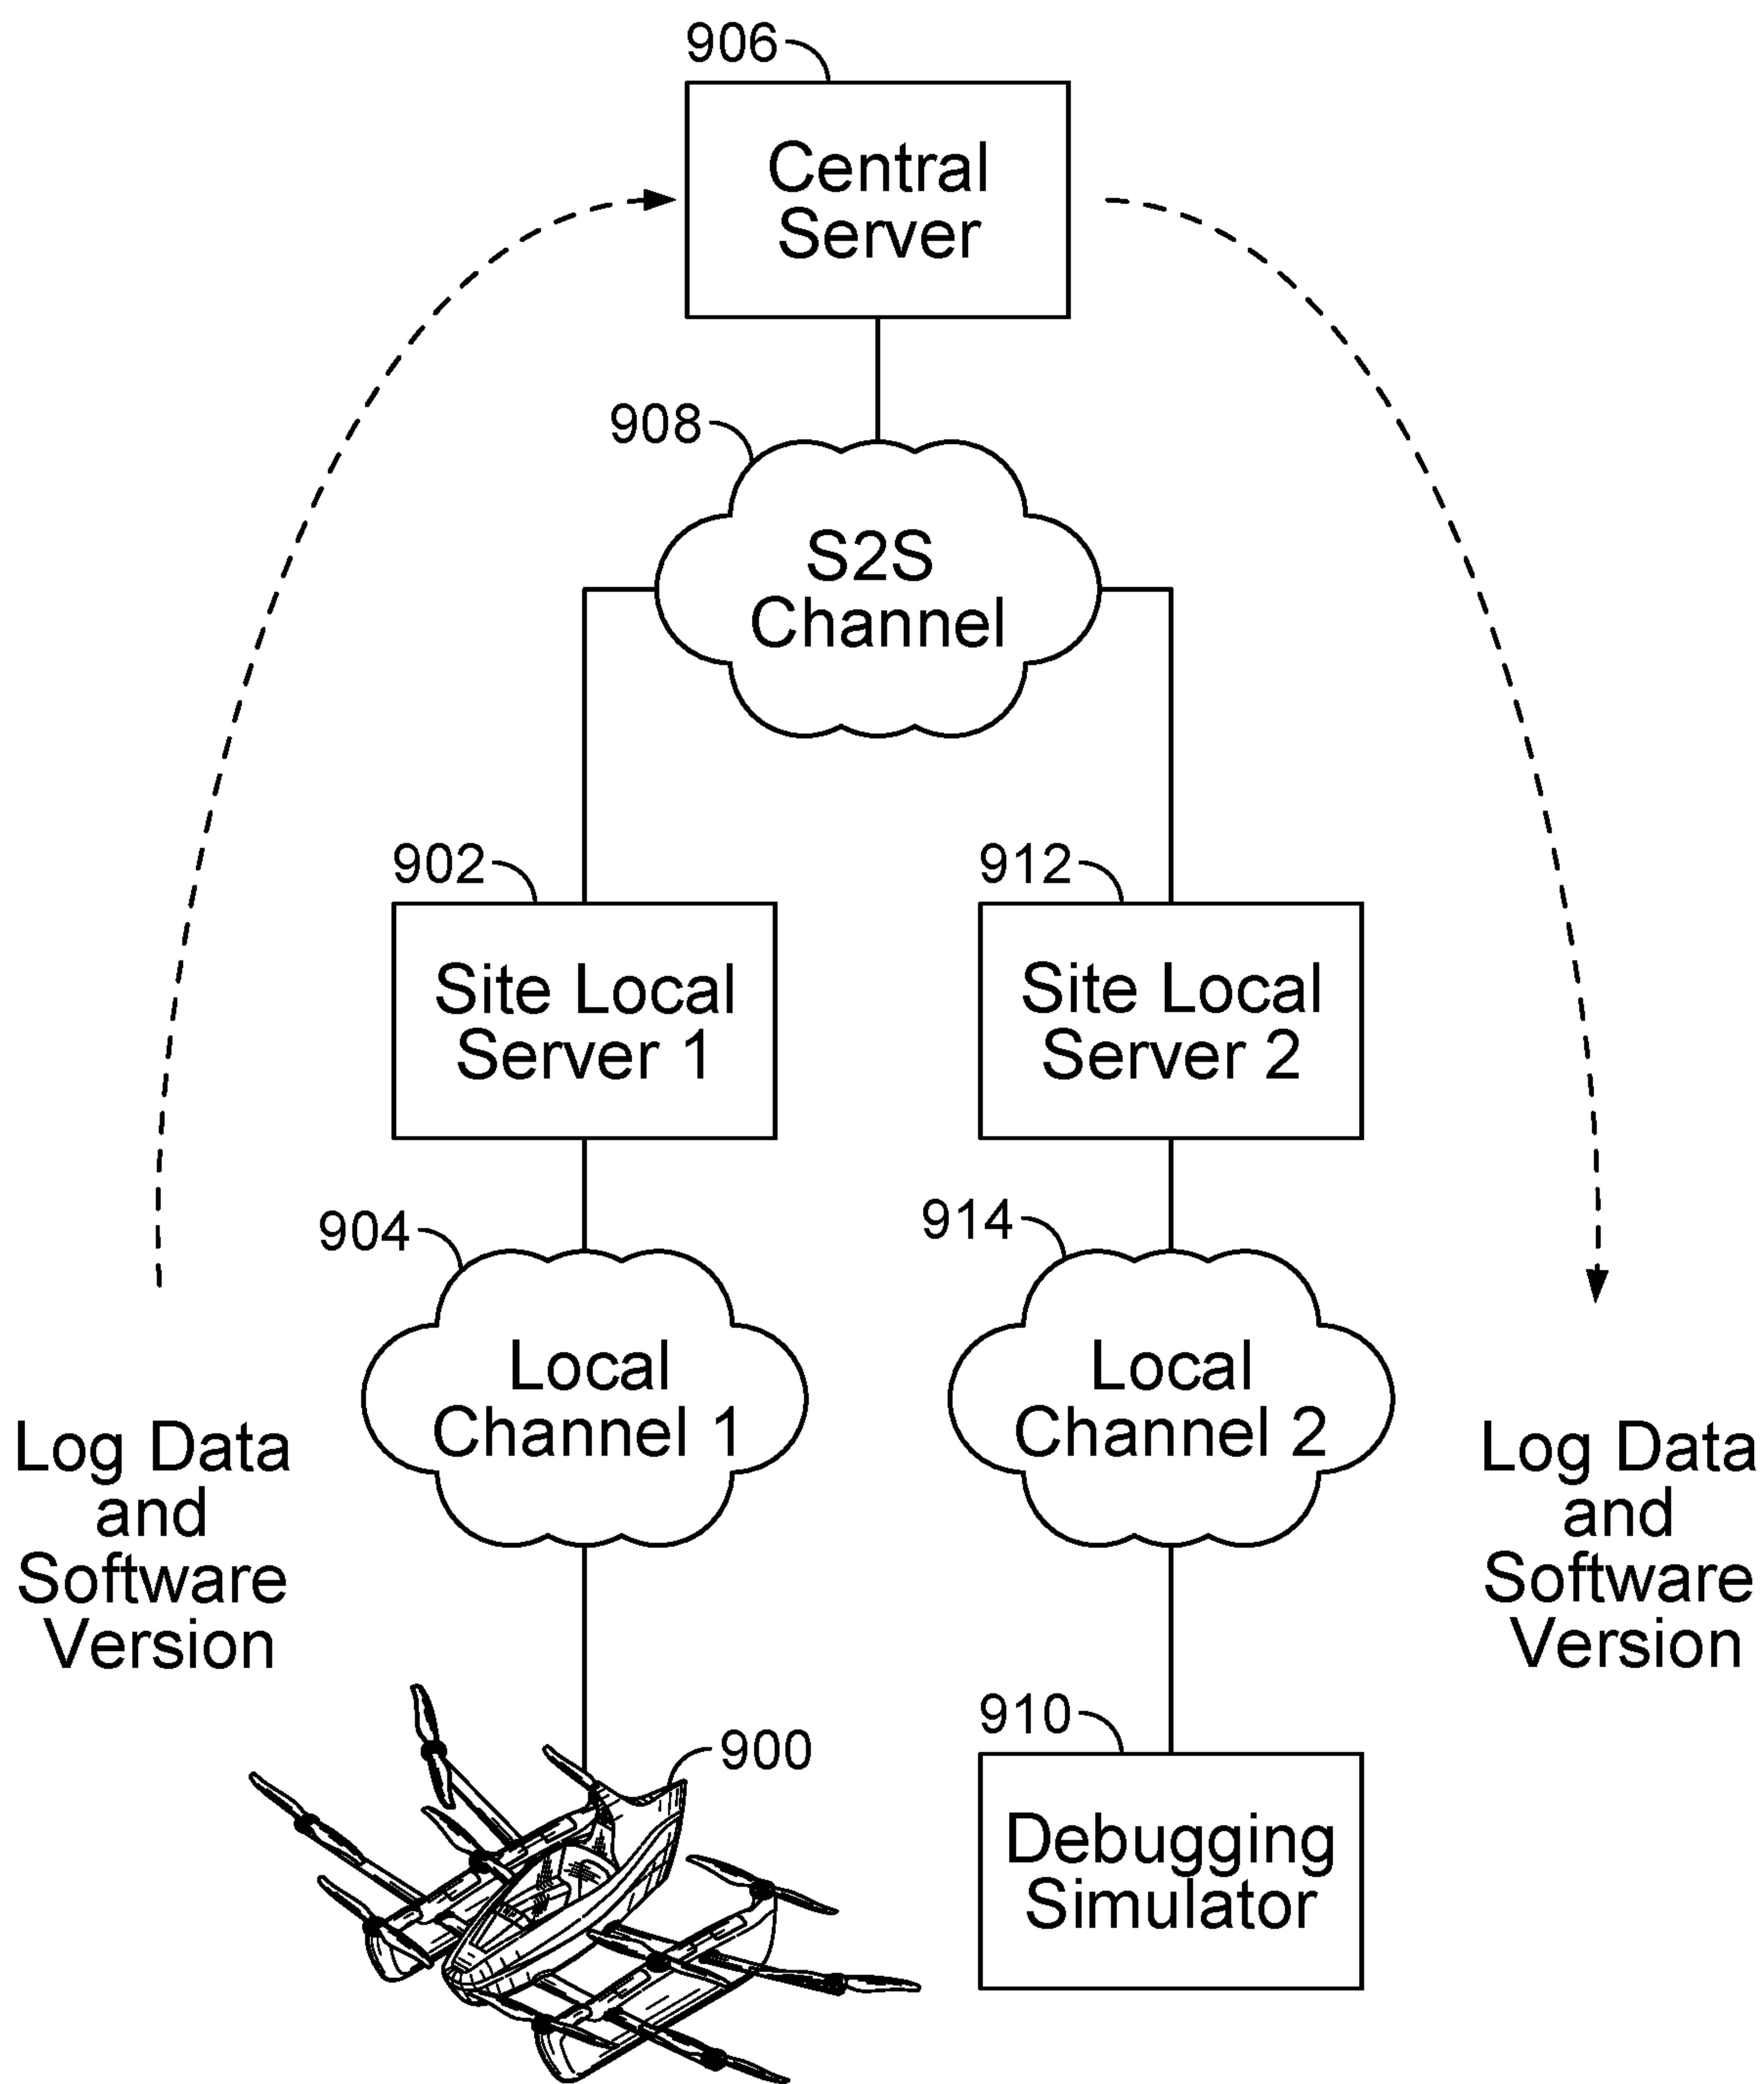 906
Central
Server
908
S2S
Channel
902
Site Local
Server 1
912
Site Local
Server 2
904
Local
Channel 1
914
Local
Channel 2
Log Data
and
Software
Version
Log Data
and
Software
Version
900
910
Debugging
Simulator